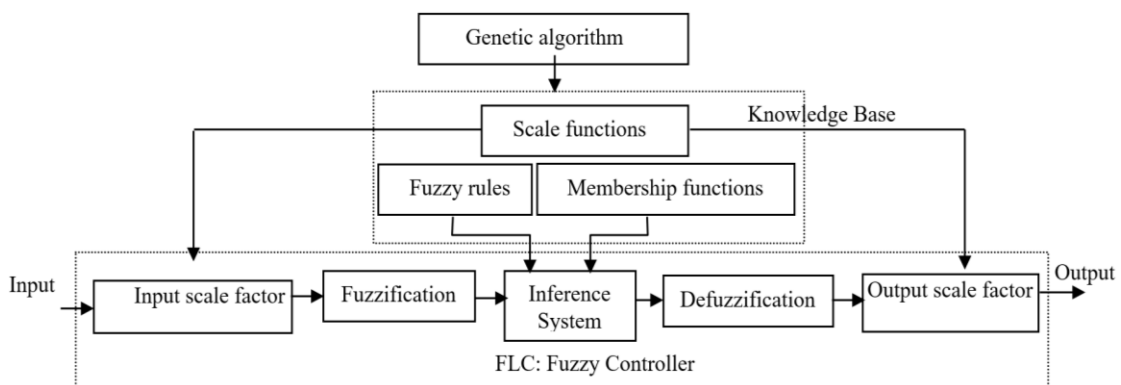 Genetic algorithm
Scale functions
Knowledge Base
Fuzzy rules
Membership functions
Input
Input scale factor
Fuzzification
Inference
System
Defuzzification
Output scale factor
Output
FLC: Fuzzy Controller